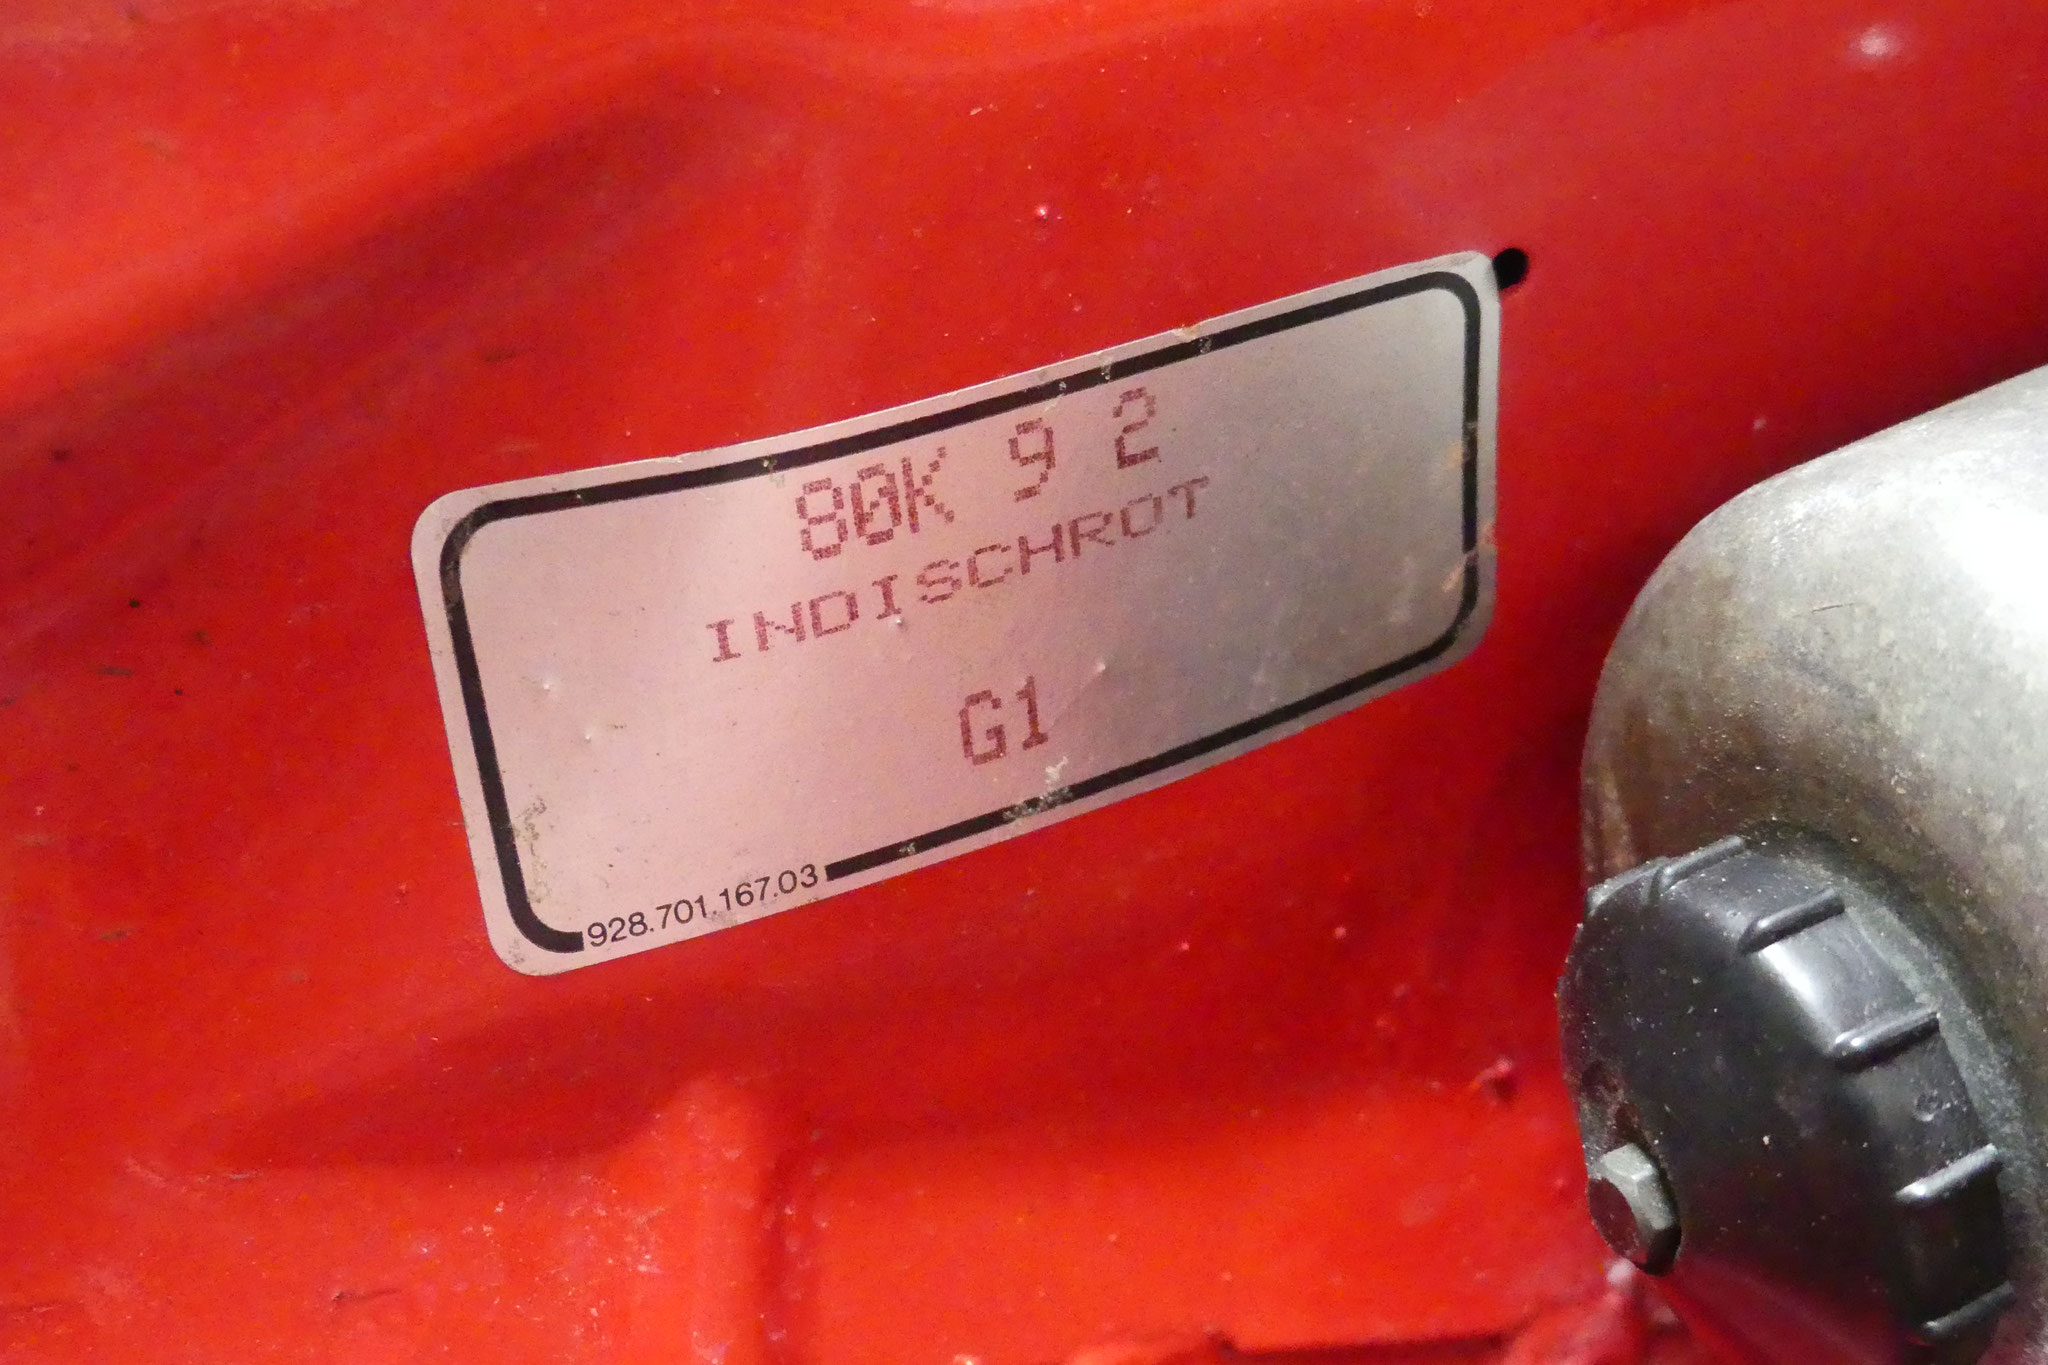 80K 9 2
INDISCHROT
G1
928.701.167.03